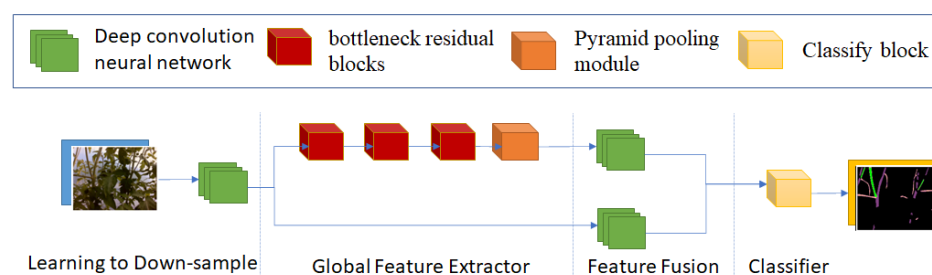 Deep convolution
neural network
bottleneck residual
blocks
Pyramid pooling
module
Classify block
Learning to Down-sample
Global Feature Extractor
Feature Fusion
Classifier